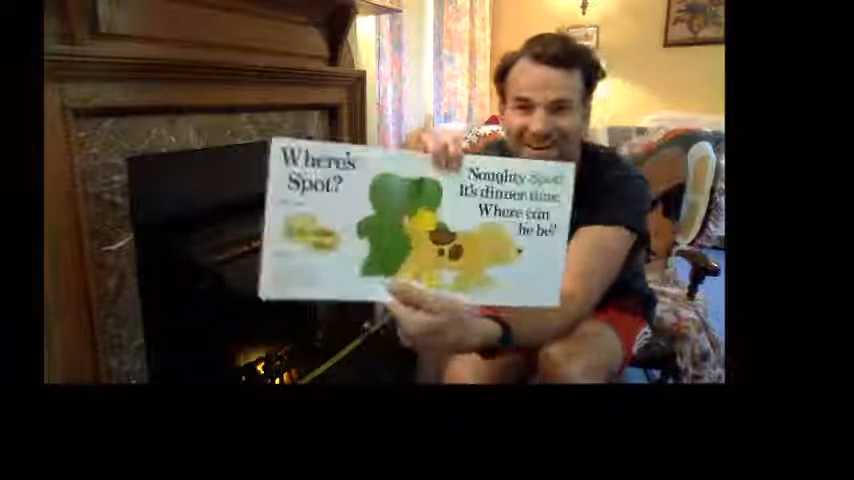 Where's
Spot?
Naughty Spot!
It's dinner time.
Where can
he be?